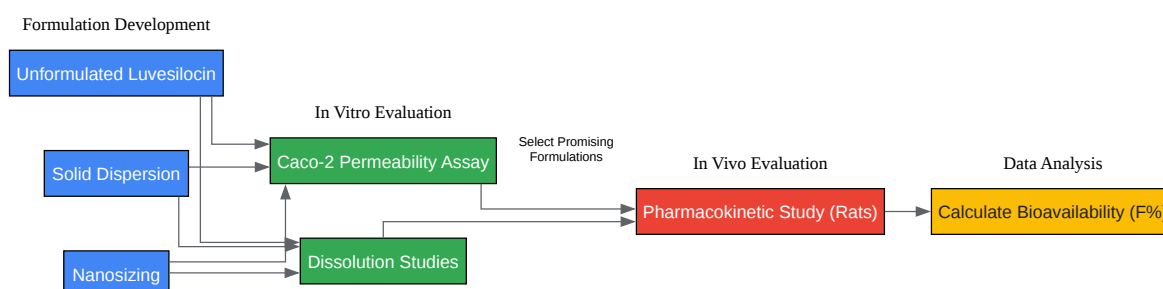 Formulation Development
Unformulated Luvesilocin
Solid Dispersion
Nanosizing
In Vitro Evaluation
Caco-2 Permeability Assay
Dissolution Studies
Select Promising
Formulations
In Vivo Evaluation
Pharmacokinetic Study (Rats)
Data Analysis
Calculate Bioavailability (F%)